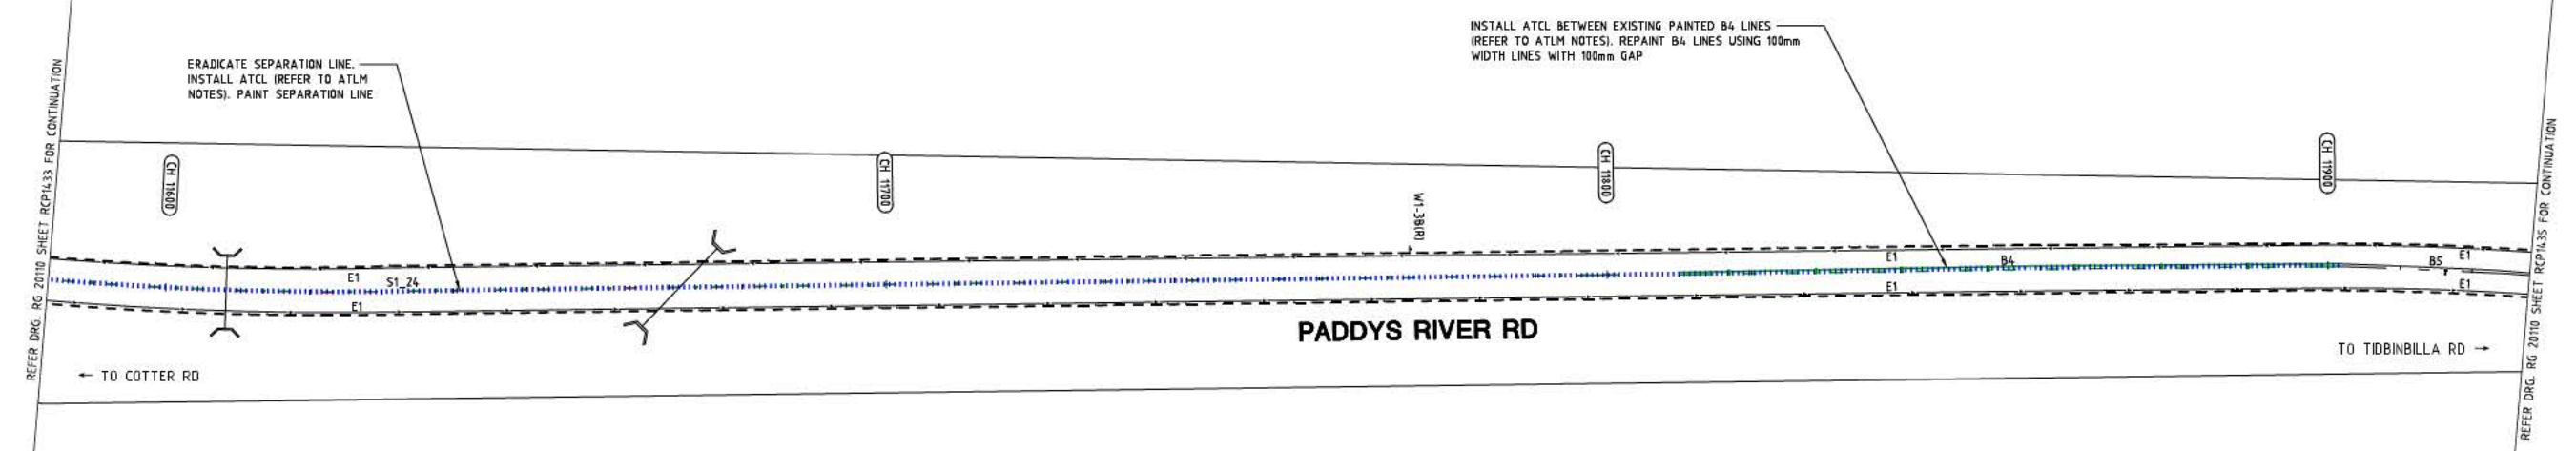 REFER DRG. RG 20110 SHEET RCP1433 FOR CONTINUATION
ERADICATE SEPARATION LINE.
INSTALL ATCL (REFER TO ATLM
NOTES). PAINT SEPARATION LINE
INSTALL ATCL BETWEEN EXISTING PAINTED B4 LINES
(REFER TO ATLM NOTES). REPAINT B4 LINES USING 100mm
WIDTH LINES WITH 100mm GAP
CH 11600
CH 11700
CH 11800
CH 11900
W1-3B(R)
E1
S1_24
E1
E1
B4
E1
B5
E1
E1
PADDYS RIVER RD
← TO COTTER RD
TO TIDBINBILLA RD →
REFER DRG. RG 20110 SHEET RCP1435 FOR CONTINUATION